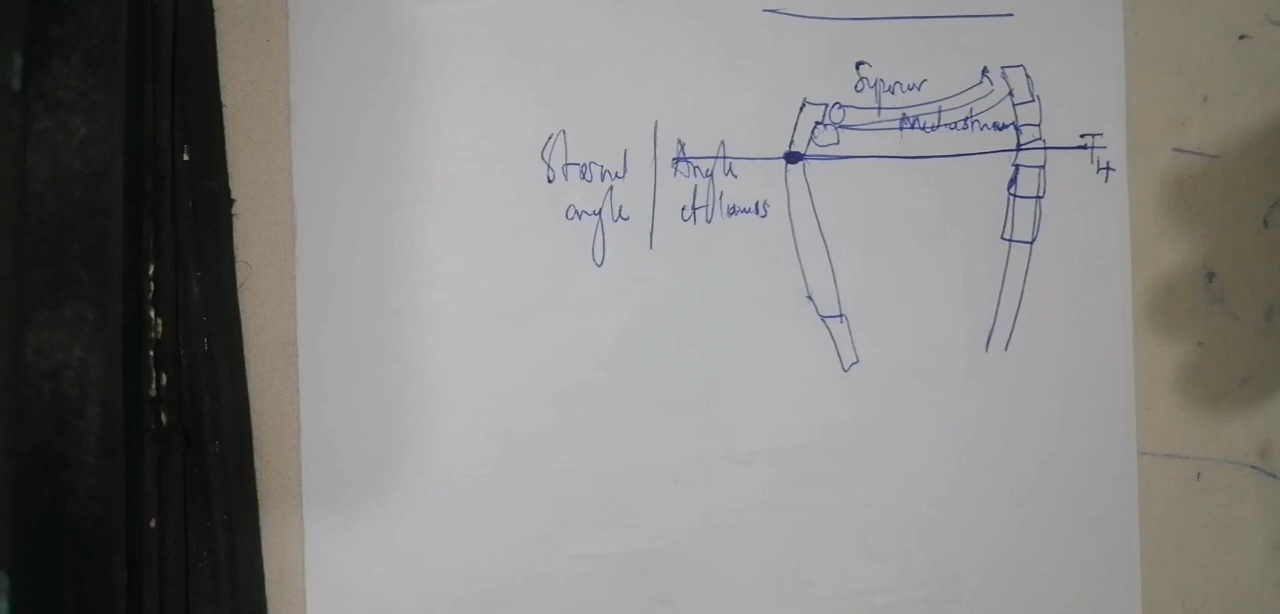 Superior
Mediastinum
Sternal
angle
Angle
of Louis
T4